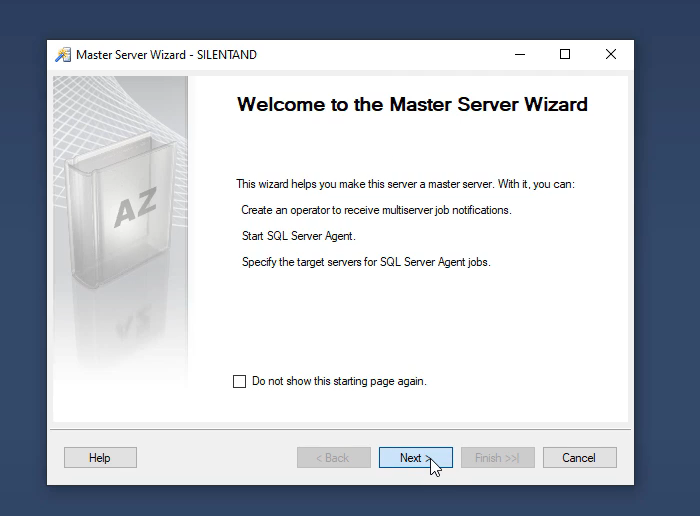 Master Server Wizard - SILENTAND
Welcome to the Master Server Wizard
This wizard helps you make this server a master server. With it, you can:
Create an operator to receive multiserver job notifications.
Start SQL Server Agent.
Specify the target servers for SQL Server Agent jobs.
AZ
Do not show this starting page again.
Help
< Back
Next >
Finish >>|
Cancel